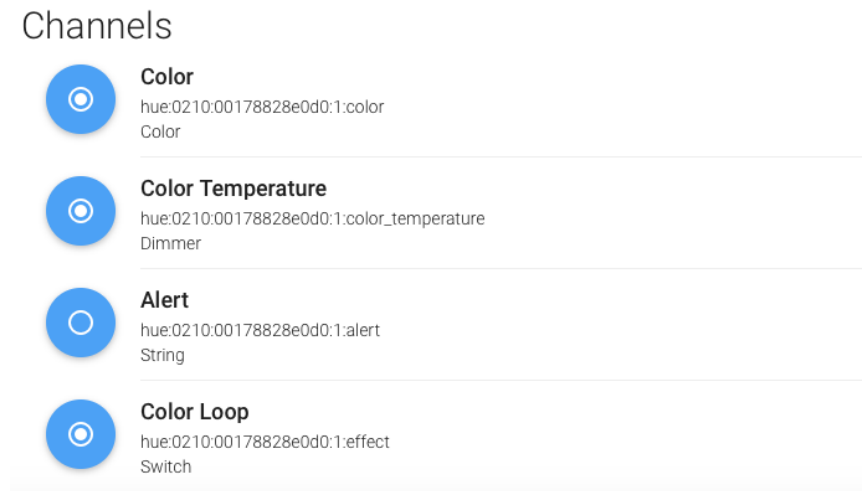 Channels
Color
hue:0210:00178828e0d0:1:color
Color
Color Temperature
hue:0210:00178828e0d0:1:color_temperature
Dimmer
Alert
hue:0210:00178828e0d0:1:alert
String
Color Loop
hue:0210:00178828e0d0:1:effect
Switch